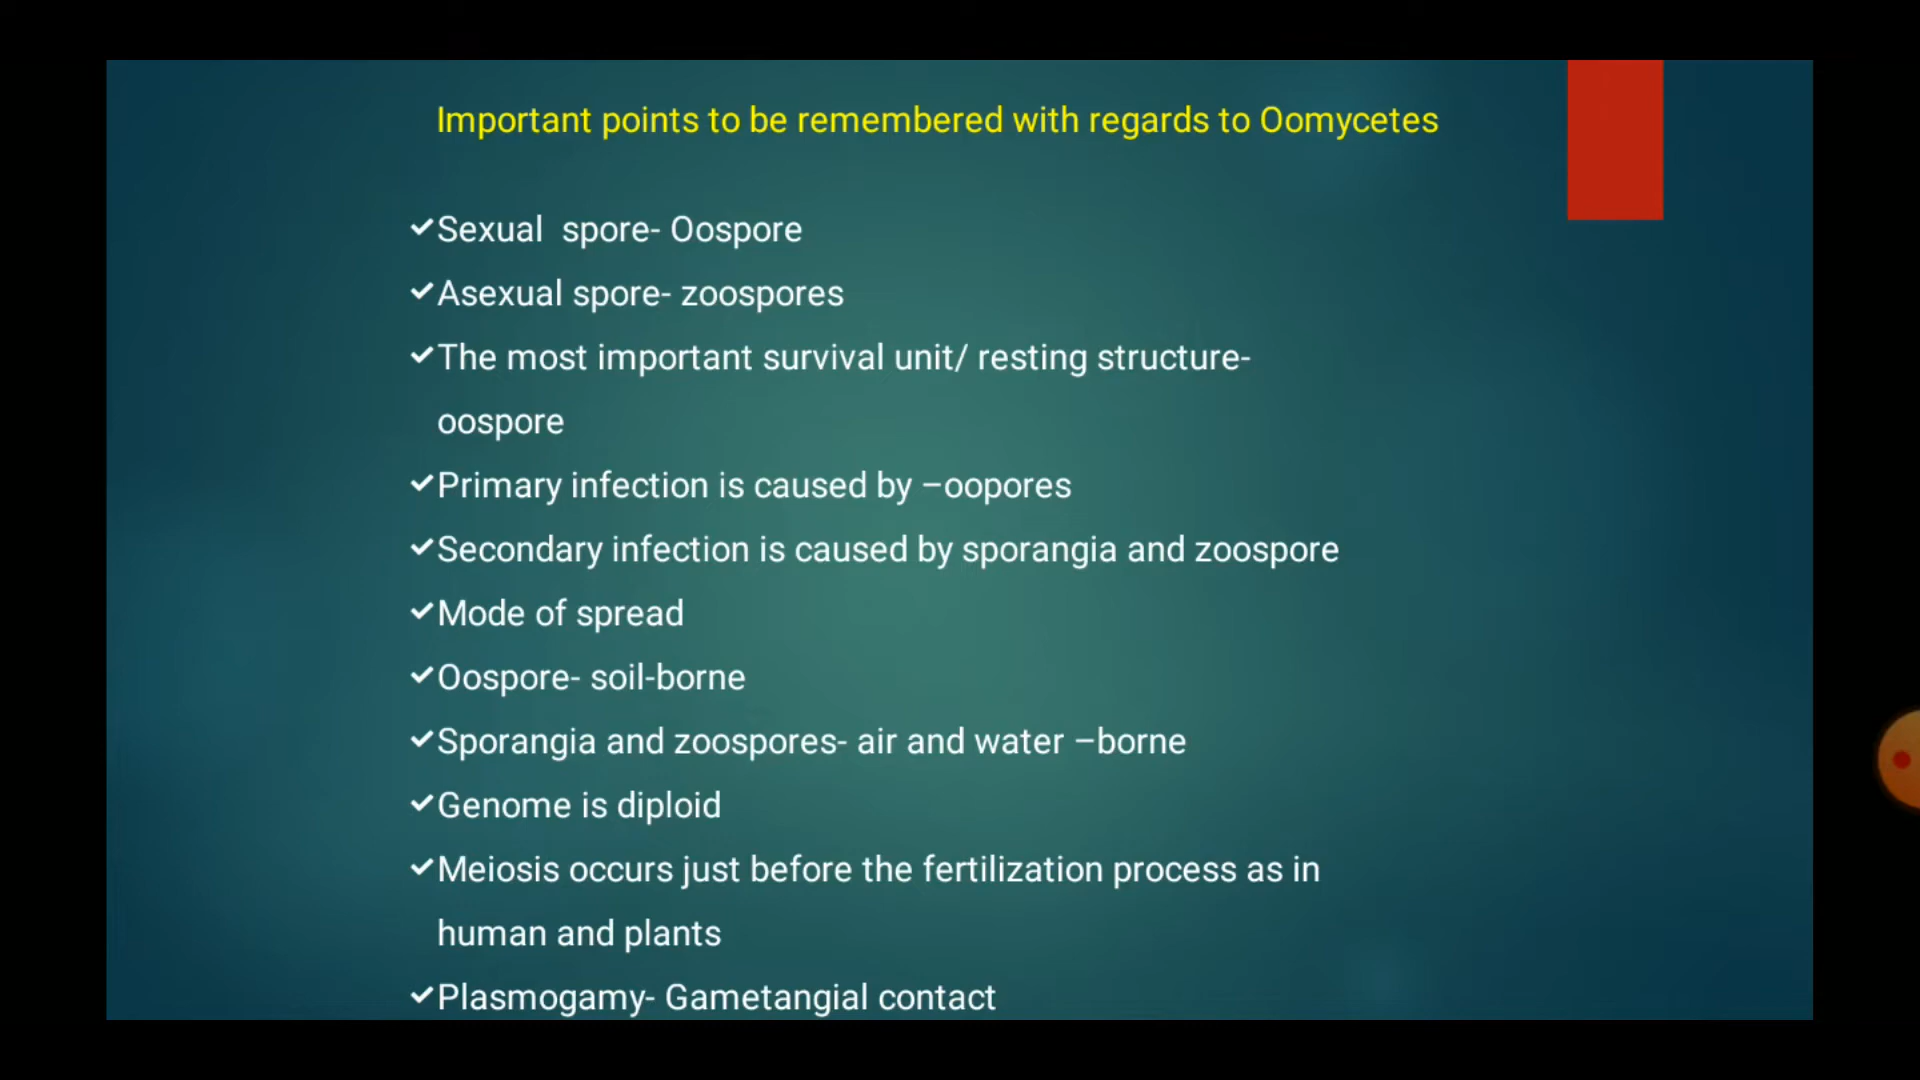 Important points to be remembered with regards to Oomycetes
✔Sexual  spore- Oospore
✔Asexual spore- zoospores
✔The most important survival unit/ resting structure-
oospore
✔Primary infection is caused by –oopores
✔Secondary infection is caused by sporangia and zoospore
✔Mode of spread
✔Oospore- soil-borne
✔Sporangia and zoospores- air and water –borne
✔Genome is diploid
✔Meiosis occurs just before the fertilization process as in
human and plants
✔Plasmogamy- Gametangial contact